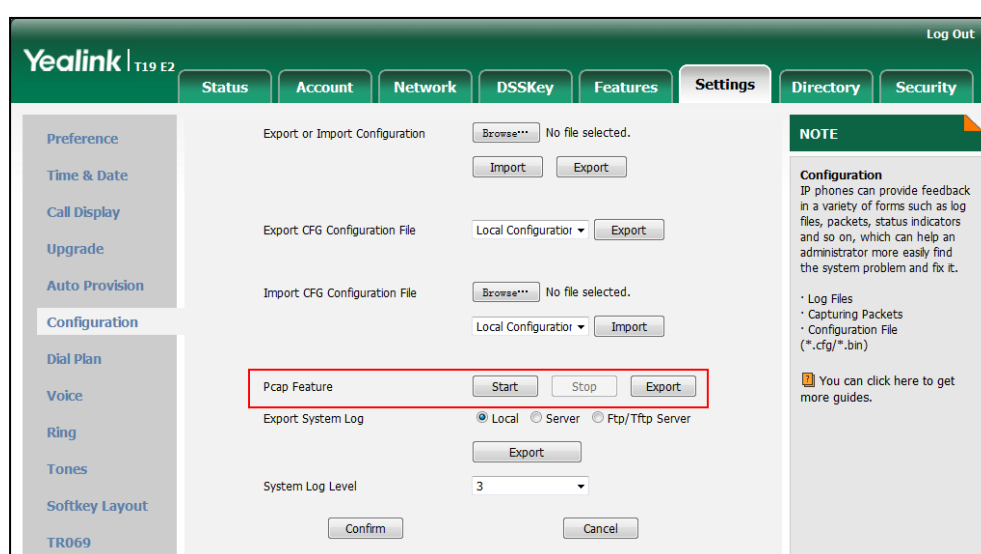 Log Out
Yealink T19 E2
Status Account Network DSSKey Features Settings Directory Security
Preference
Time & Date
Call Display
Upgrade
Auto Provision
Configuration
Dial Plan
Voice
Ring
Tones
Softkey Layout
TR069
Export or Import Configuration Browse··· No file selected.
Import Export
Export CFG Configuration File Local Configuration Export
Import CFG Configuration File Browse··· No file selected.
Local Configuration Import
Pcap Feature Start Stop Export
Export System Log Local Server Ftp/Tftp Server
Export
System Log Level 3
Confirm Cancel
NOTE
Configuration
IP phones can provide feedback
in a variety of forms such as log
files, packets, status indicators
and so on, which can help an
administrator more easily find
the system problem and fix it.
· Log Files
· Capturing Packets
· Configuration File
(*.cfg/*.bin)
? You can click here to get
more guides.